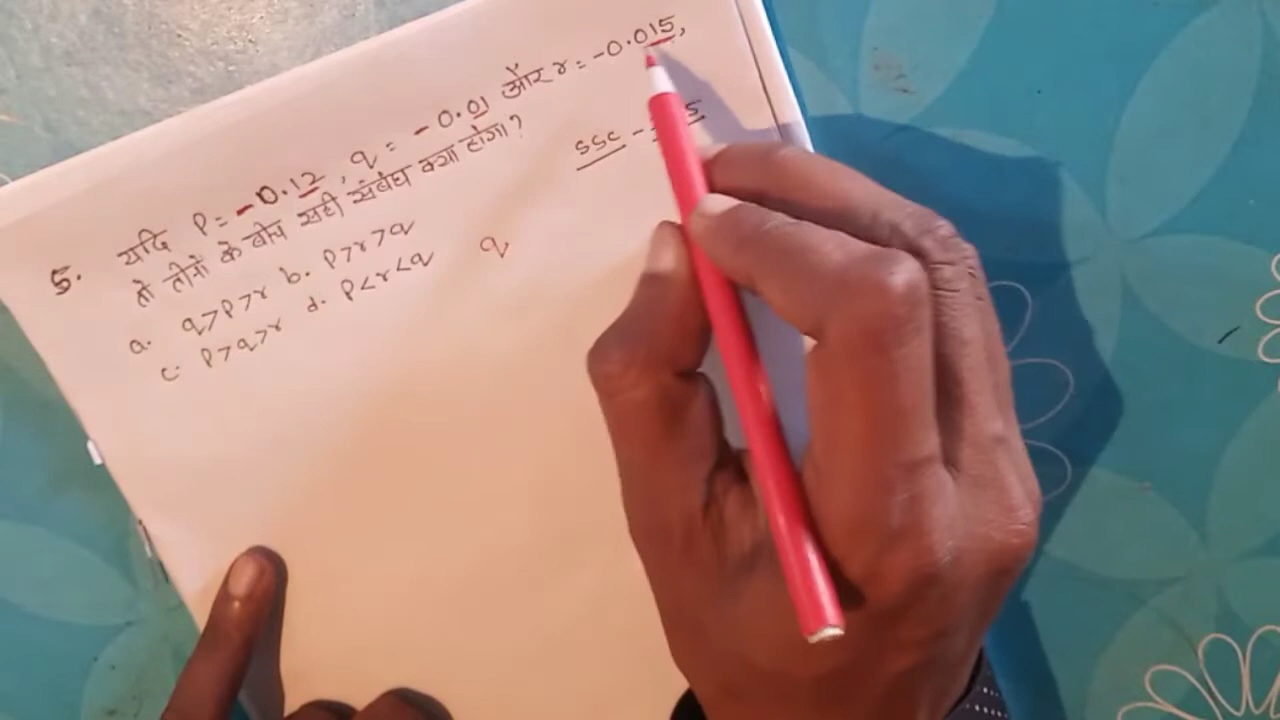 5. यदि P = -0.12, q = -0.01 और r = -0.015,
तो तीनों के बीच सही संबंध क्या होगा?
SSC -
a. q>P>r b. P>r>q
c. P>q>r d. P<r<q
q